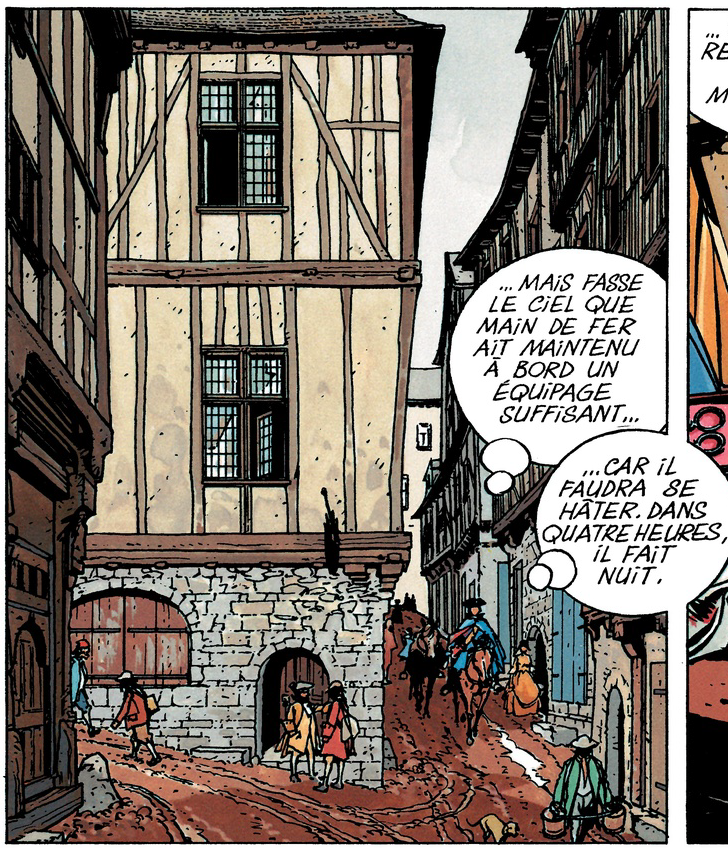 ... MAIS FASSE
LE CIEL QUE
MAIN DE FER
AIT MAINTENU
À BORD UN
ÉQUIPAGE
SUFFISANT...
...CAR IL
FAUDRA SE
HÂTER. DANS
QUATRE HEURES,
IL FAIT
NUIT.
...
RE
M